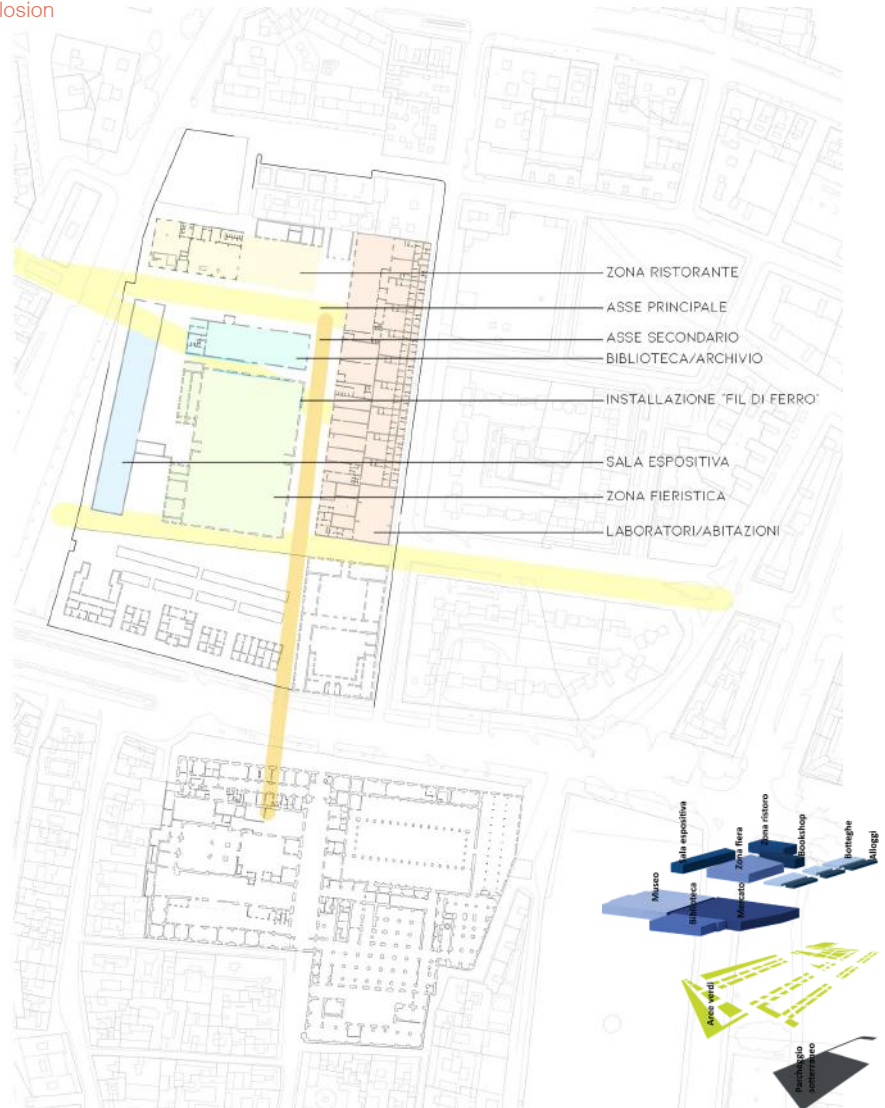 losion
ZONA RISTORANTE
ASSE PRINCIPALE
ASSE SECONDARIO
BIBLIOTECA/ARCHIVIO
INSTALLAZIONE "FIL DI FERRO"
SALA ESPOSITIVA
ZONA FIERISTICA
LABORATORI/ABITAZIONI
Sala espositiva
Zona ristoro
Zona fiera
Bookshop
Botteghe
Alloggi
Museo
Biblioteca
Mercato
Aree verdi
Parcheggio
sotterraneo